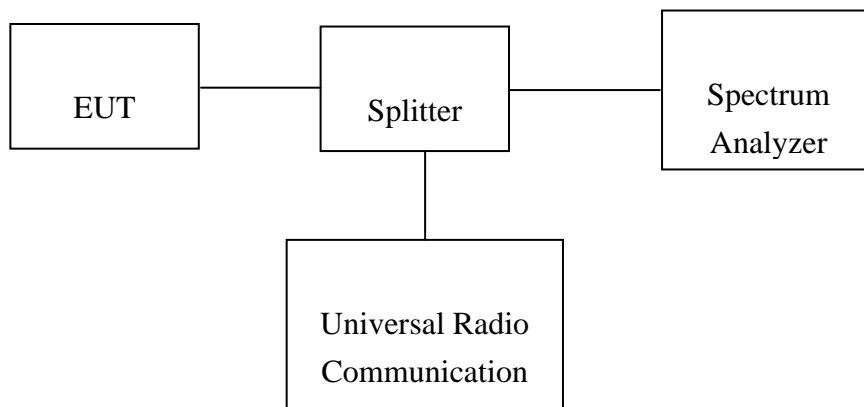 EUT
Splitter
Spectrum
Analyzer
Universal Radio
Communication